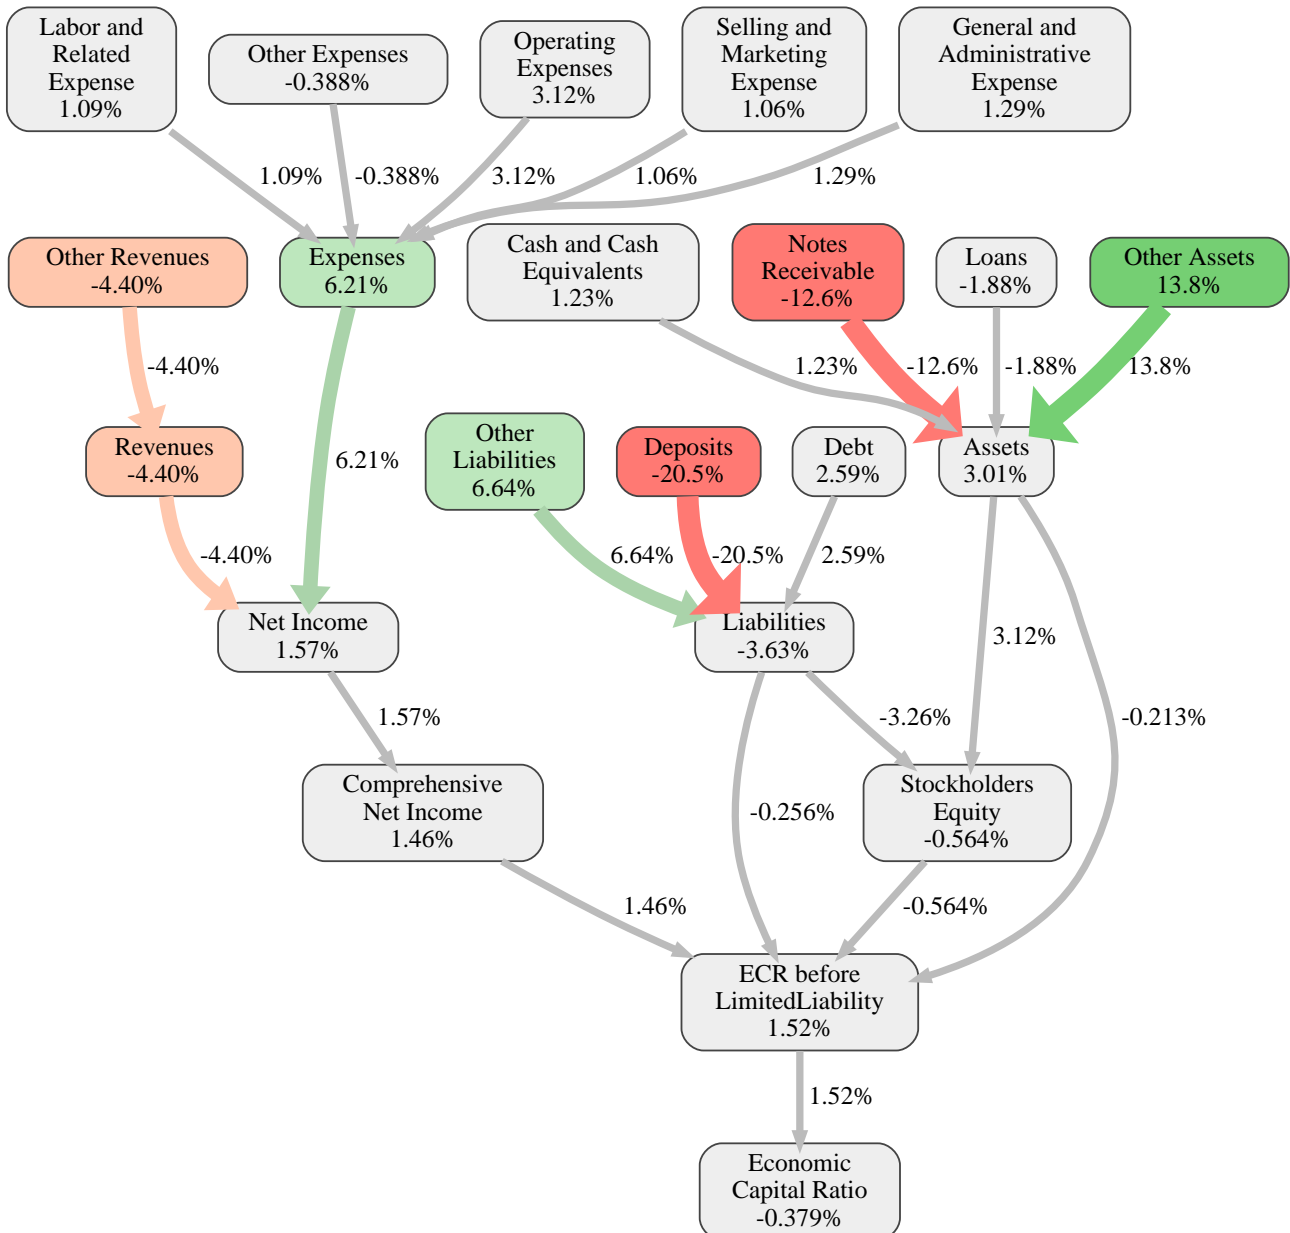 Labor and
Related
Expense
1.09%
Other Expenses
-0.388%
Operating
Expenses
3.12%
Selling and
Marketing
Expense
1.06%
General and
Administrative
Expense
1.29%
1.09%
-0.388%
3.12%
1.06%
1.29%
Other Revenues
-4.40%
Expenses
6.21%
Cash and Cash
Equivalents
1.23%
Notes
Receivable
-12.6%
Loans
-1.88%
Other Assets
13.8%
-4.40%
1.23%
-12.6%
-1.88%
13.8%
Revenues
-4.40%
6.21%
Other
Liabilities
6.64%
Deposits
-20.5%
Debt
2.59%
Assets
3.01%
-4.40%
6.64%
-20.5%
2.59%
Net Income
1.57%
Liabilities
-3.63%
3.12%
1.57%
-3.26%
-0.213%
Comprehensive
Net Income
1.46%
-0.256%
Stockholders
Equity
-0.564%
1.46%
-0.564%
ECR before
LimitedLiability
1.52%
1.52%
Economic
Capital Ratio
-0.379%